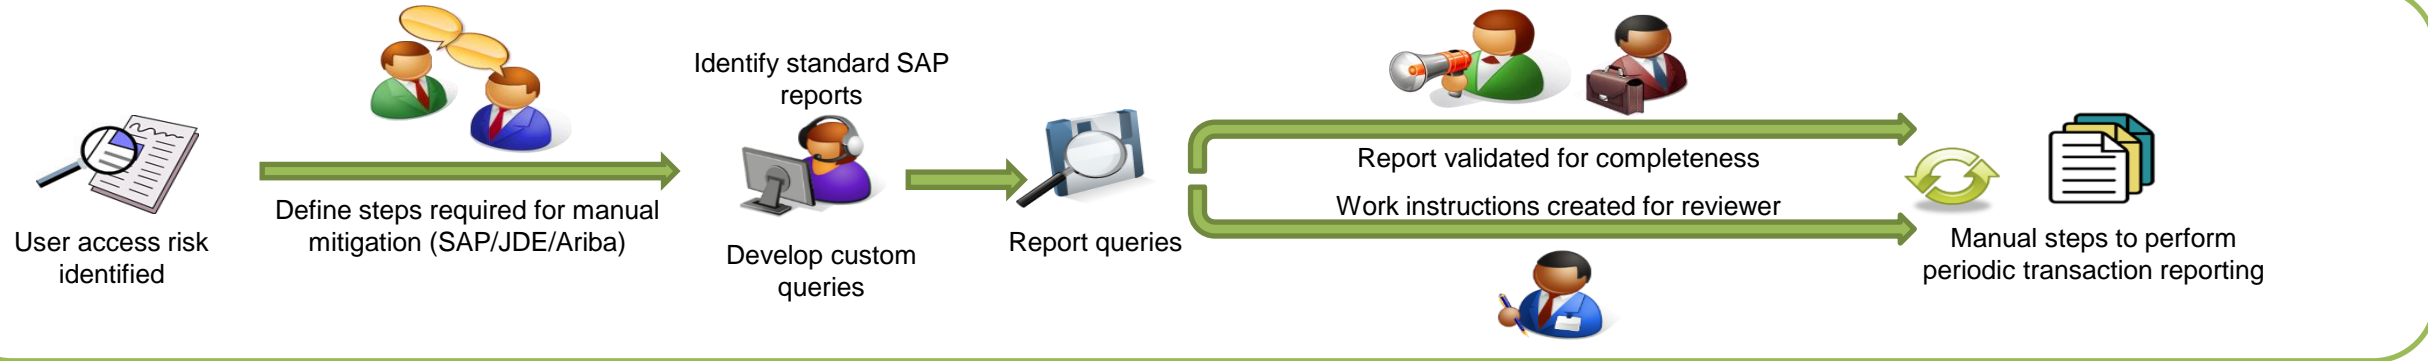 User access risk
identified
Define steps required for manual
mitigation (SAP/JDE/Ariba)
Identify standard SAP
reports
Develop custom
queries
Report queries
Report validated for completeness
Work instructions created for reviewer
Manual steps to perform
periodic transaction reporting